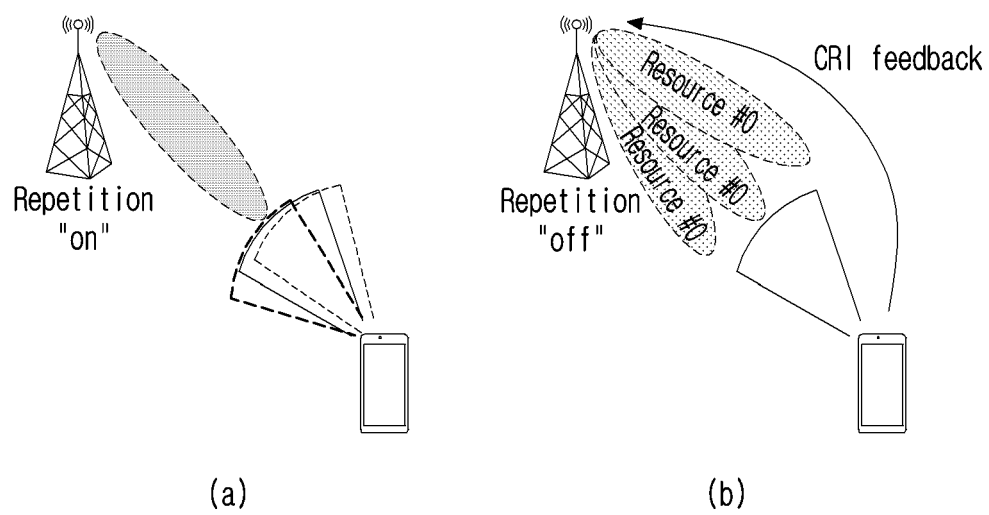 Repetition
"on"
(a)
CRI feedback
Resource #0
Resource #0
Resource #0
Repetition
"off"
(b)